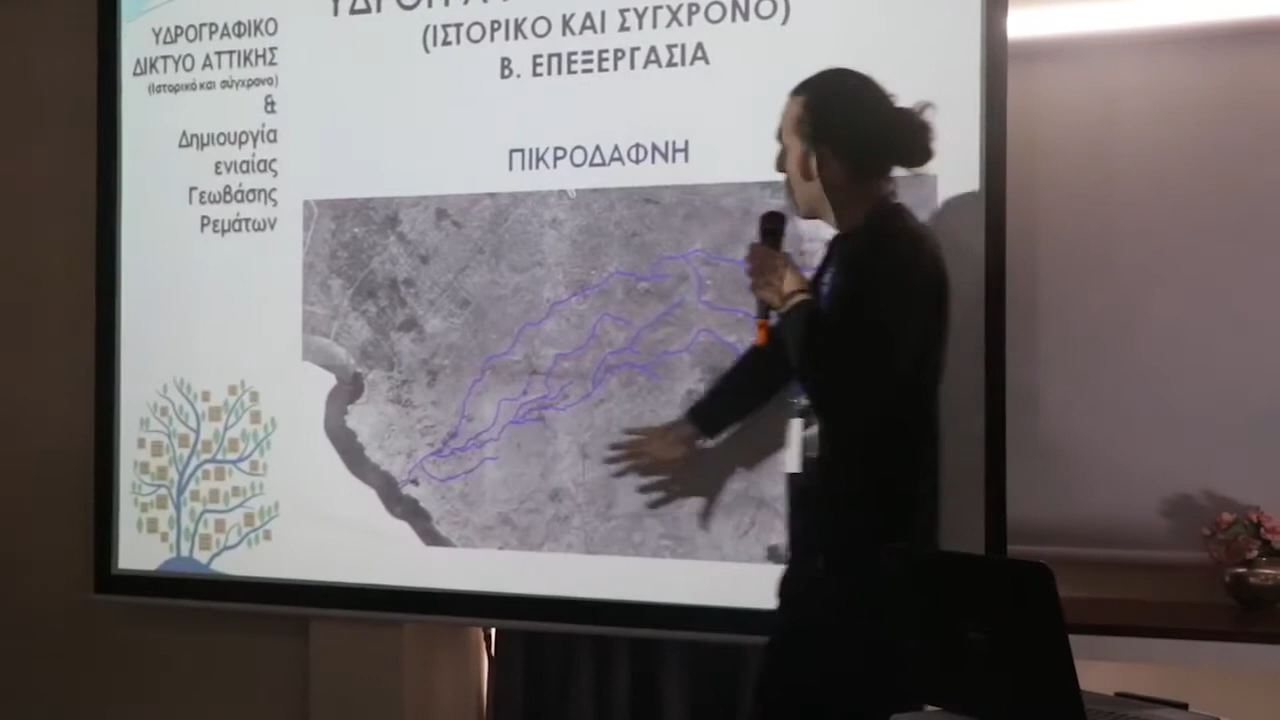 ΥΔΡΟΓΡΑΦΙΚΟ
ΔΙΚΤΥΟ ΑΤΤΙΚΗΣ
(Ιστορικό και σύγχρονο)
&
Δημιουργία
ενιαίας
Γεωβάσης
Ρεμάτων
(ΙΣΤΟΡΙΚΟ ΚΑΙ ΣΥΓΧΡΟΝΟ)
Β. ΕΠΕΞΕΡΓΑΣΙΑ
ΠΙΚΡΟΔΑΦΝΗ